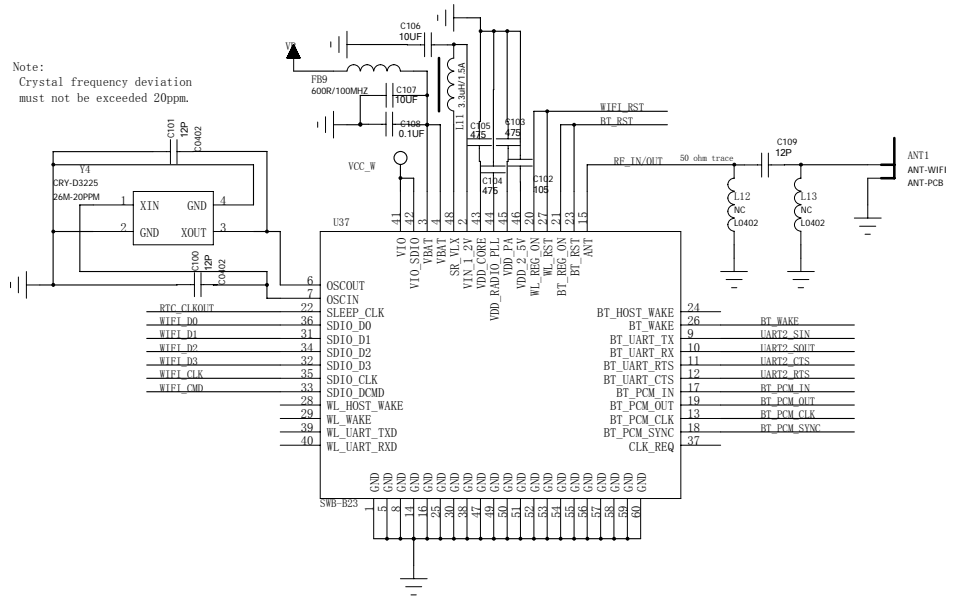 Note:
Crystal frequency deviation
must not be exceeded 20ppm.
C106
10UF
FB9
600R/100MHZ
C107
10UF
C108
0.1UF
L11 3.3uH/1.5A
C105
475
C103
475
C104
475
C102
105
VCC_W
WIFI_RST
BT_RST
RF_IN/OUT
50 ohm trace
C109
12P
ANT1
ANT-WIFI
ANT-PCB
L12
NC
L0402
L13
NC
L0402
C101
12P
C0402
Y4
CRY-D3225
26M-20PPM
1 XIN GND 4
2 GND XOUT 3
C100
12P
C0402
U37
41 VIO
42 VIO_SDIO
3 VBAT
4 VBAT
48 SR_VLX
2 VIN_1_2V
43 VDD_CORE
44 VDD_RADIO_PLL
45 VDD_PA
46 VDD_2_5V
20 WL_REG_ON
27 WL_RST
21 BT_REG_ON
23 BT_RST
15 ANT
6 OSCOUT
7 OSCIN
RTC_CLKOUT 22 SLEEP_CLK
WIFI_D0 36 SDIO_D0
WIFI_D1 31 SDIO_D1
WIFI_D2 34 SDIO_D2
WIFI_D3 32 SDIO_D3
WIFI_CLK 35 SDIO_CLK
WIFI_CMD 33 SDIO_DCMD
28 WL_HOST_WAKE
29 WL_WAKE
39 WL_UART_TXD
40 WL_UART_RXD
BT_HOST_WAKE 24
BT_WAKE 26 BT_WAKE
BT_UART_TX 9 UART2_SIN
BT_UART_RX 10 UART2_SOUT
BT_UART_RTS 11 UART2_CTS
BT_UART_CTS 12 UART2_RTS
BT_PCM_IN 17 BT_PCM_IN
BT_PCM_OUT 19 BT_PCM_OUT
BT_PCM_CLK 13 BT_PCM_CLK
BT_PCM_SYNC 18 BT_PCM_SYNC
CLK_REQ 37
GND GND GND GND GND GND GND GND GND GND GND GND GND GND GND GND GND GND GND GND GND
SWB-B23
1 5 8 14 16 25 30 38 47 49 50 51 52 53 54 55 56 57 58 59 60